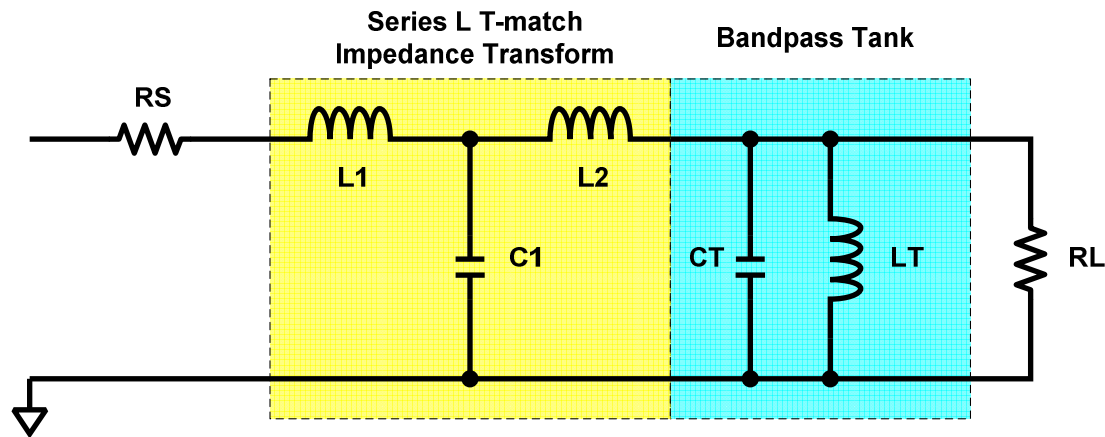 Series L T-match
Impedance Transform
Bandpass Tank
RS
L1
L2
C1
CT
LT
RL